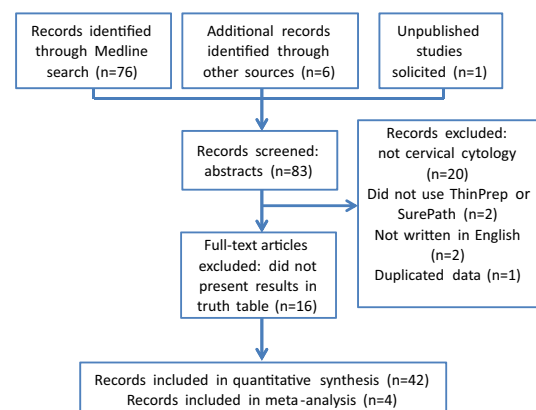 Records identified
through Medline
search (n=76)
Additional records
identified through
other sources (n=6)
Unpublished
studies
solicited (n=1)
Records screened:
abstracts (n=83)
Records excluded:
not cervical cytology
(n=20)
Did not use ThinPrep or
SurePath (n=2)
Not written in English
(n=2)
Duplicated data (n=1)
Full-text articles
excluded: did not
present results in
truth table (n=16)
Records included in quantitative synthesis (n=42)
Records included in meta-analysis (n=4)